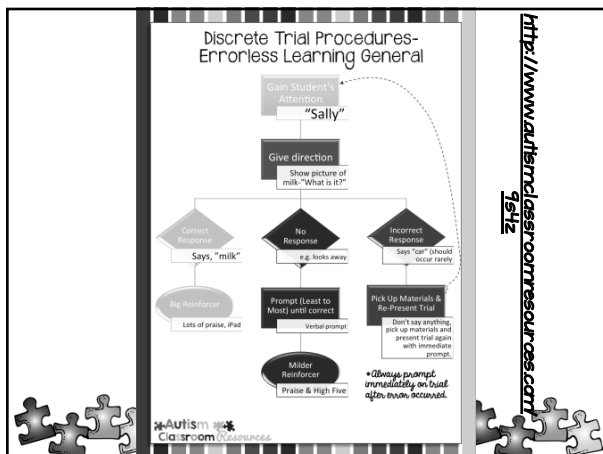 Discrete Trial Procedures-
Errorless Learning General
Gain Student's
Attention
“Sally”
Give direction
Show picture of
milk-“What is it?”
Correct
Response
Says, “milk”
No
Response
e.g. looks away
Incorrect
Response
Says “car” (should
occur rarely
Big Reinforcer
Lots of praise, iPad
Prompt (Least to
Most) until correct
Verbal prompt
Pick Up Materials &
Re-Present Trial
Don't say anything,
pick up materials and
present trial again
with immediate
prompt.
Milder
Reinforcer
Praise & High Five
*Always prompt
immediately on trial
after error occurred.
Autism
Classroom Resources
http://www.autismclassroomresources.com
9s4z